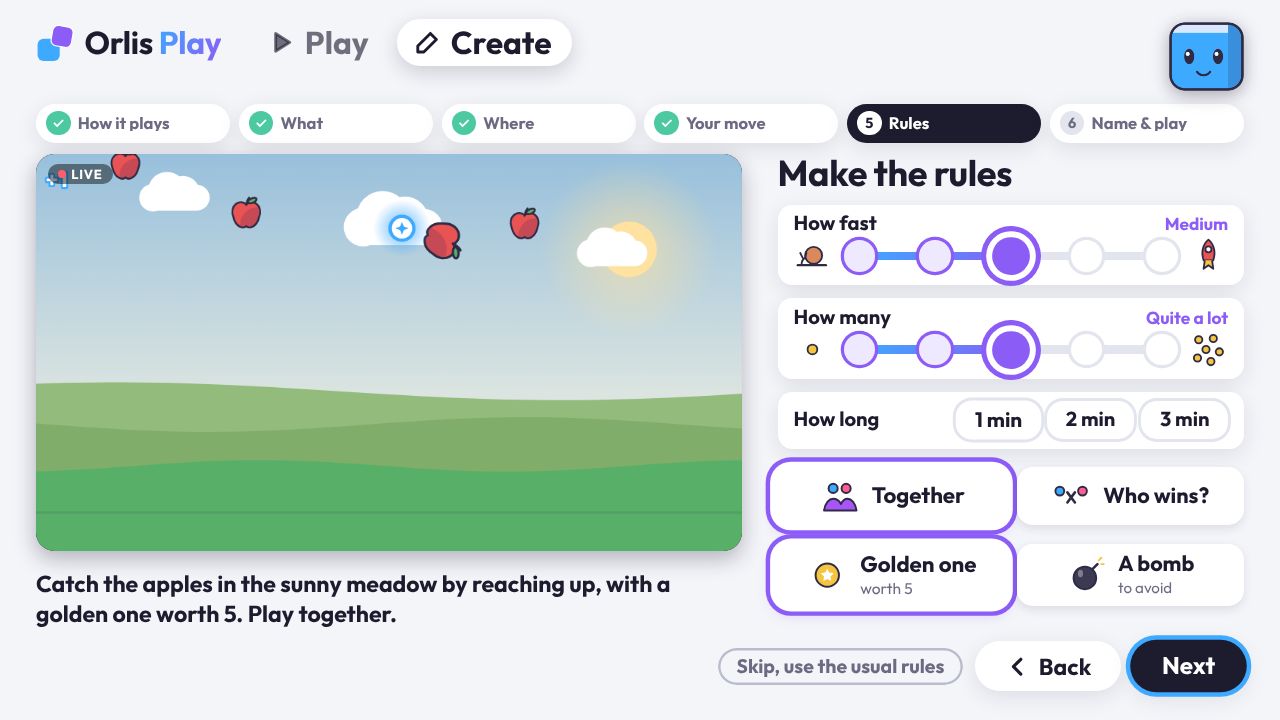 Orlis Play
Play
Create
How it plays
What
Where
Your move
5 Rules
6 Name & play
LIVE
+1
Make the rules
How fast
Medium
How many
Quite a lot
How long
1 min
2 min
3 min
Together
Who wins?
Golden one
worth 5
A bomb
to avoid
Catch the apples in the sunny meadow by reaching up, with a
golden one worth 5. Play together.
Skip, use the usual rules
Back
Next